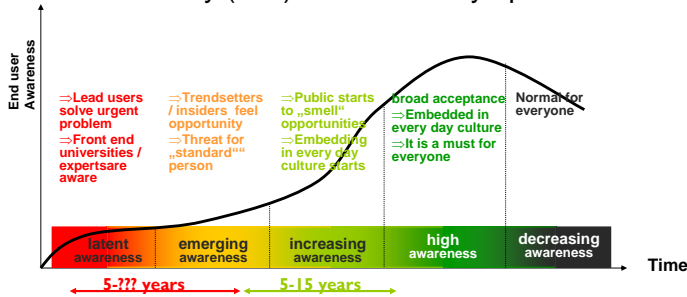 End user
Awareness
⇒Lead users
solve urgent
problem
⇒Front end
universities /
expertsare
aware
⇒Trendsetters
/ insiders feel
opportunity
⇒Threat for
„standard““
person
⇒Public starts
to „smell“
opportunities
⇒Embedding
in every day
culture starts
broad acceptance
⇒Embedded in
every day culture
⇒It is a must for
everyone
Normal for
everyone
latent
awareness
emerging
awareness
increasing
awareness
high
awareness
decreasing
awareness
Time
5-??? years
5-15 years